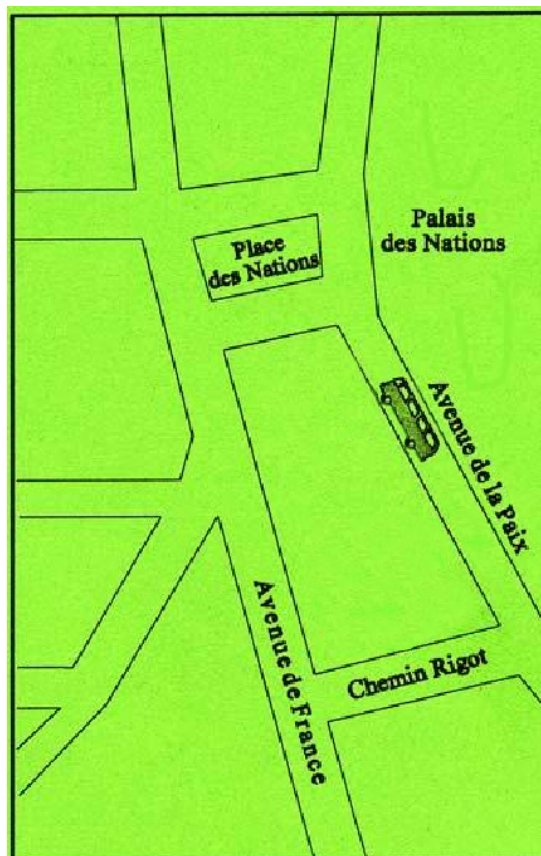 Palais
des Nations
Place
des Nations
Avenue de la Paix
Avenue de France
Chemin Rigot